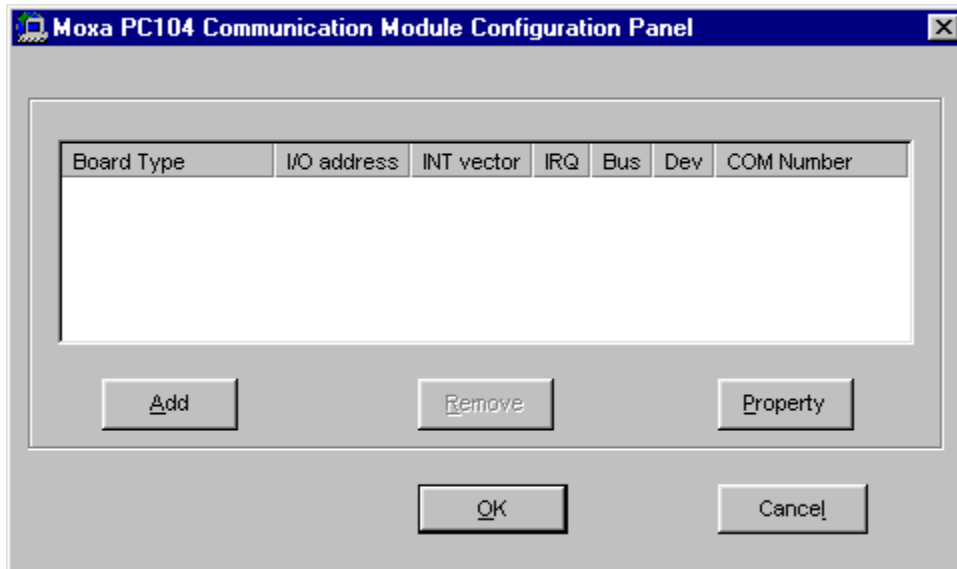 Moxa PC104 Communication Module Configuration Panel
Board Type I/O address INT vector IRQ Bus Dev COM Number
Add Remove Property
OK Cancel